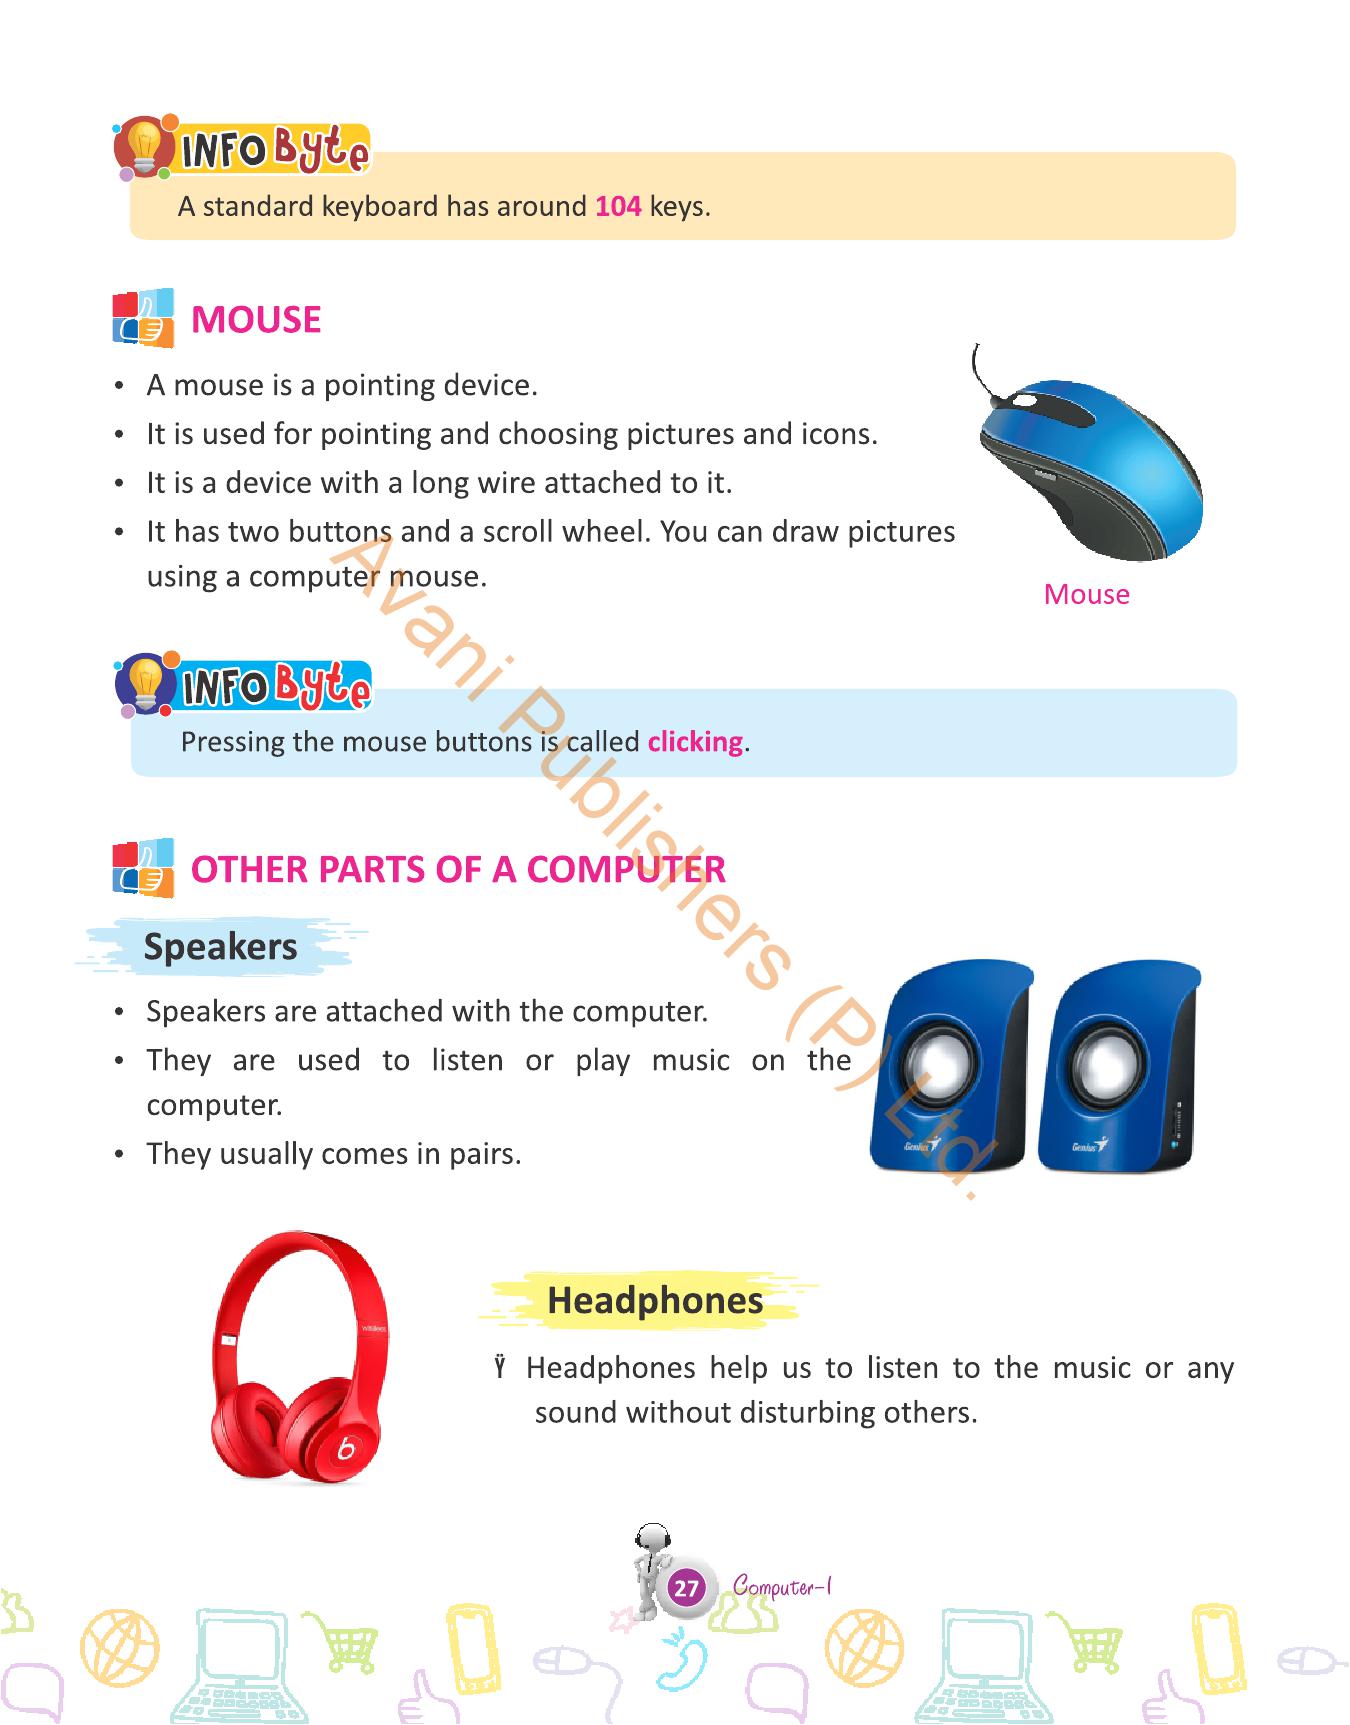 INFO Byte
A standard keyboard has around 104 keys.
MOUSE
• A mouse is a pointing device.
• It is used for pointing and choosing pictures and icons.
• It is a device with a long wire attached to it.
• It has two buttons and a scroll wheel. You can draw pictures
using a computer mouse.
Mouse
INFO Byte
Pressing the mouse buttons is called clicking.
OTHER PARTS OF A COMPUTER
Speakers
• Speakers are attached with the computer.
• They are used to listen or play music on the
computer.
• They usually comes in pairs.
Genius
Genius
Headphones
Ÿ Headphones help us to listen to the music or any
sound without disturbing others.
b
27 Computer-1
Avani Publishers (P) Ltd.